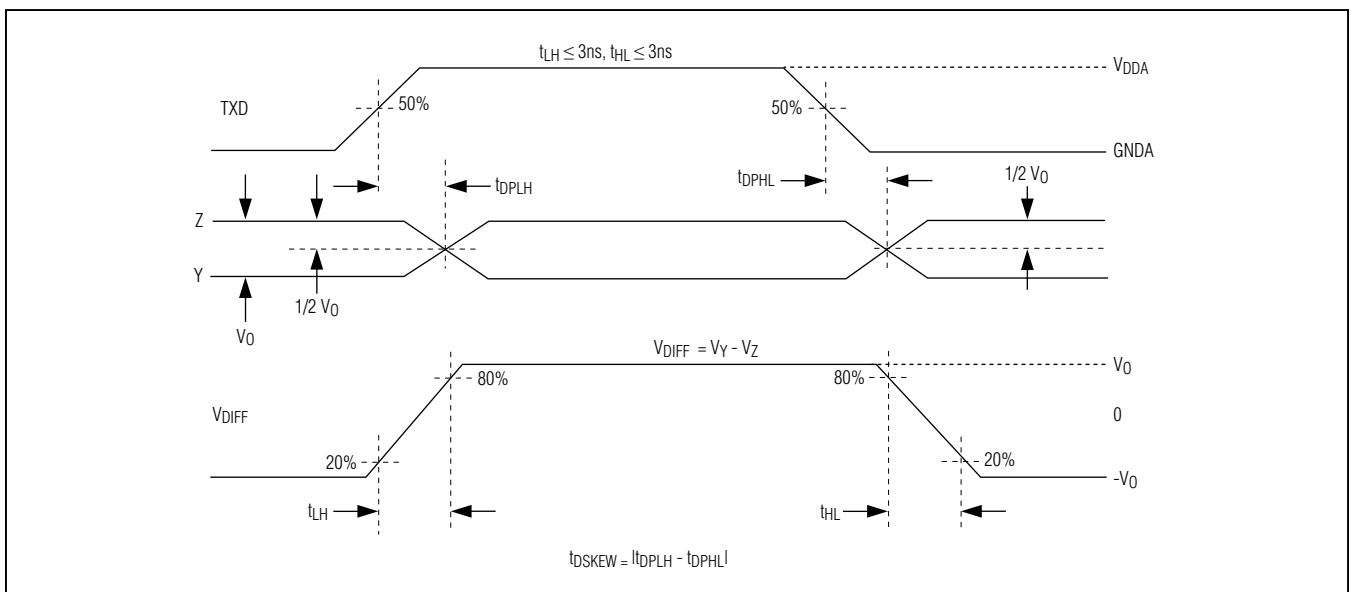 tLH ≤ 3ns, tHL ≤ 3ns
VDDA
TXD
50%
50%
GNDA
tDPLH
tDPHL
1/2 VO
Z
Y
1/2 VO
VO
VDIFF = VY - VZ
VO
80%
80%
VDIFF
0
20%
20%
-VO
tLH
tHL
tDSKEW = |tDPLH - tDPHL|